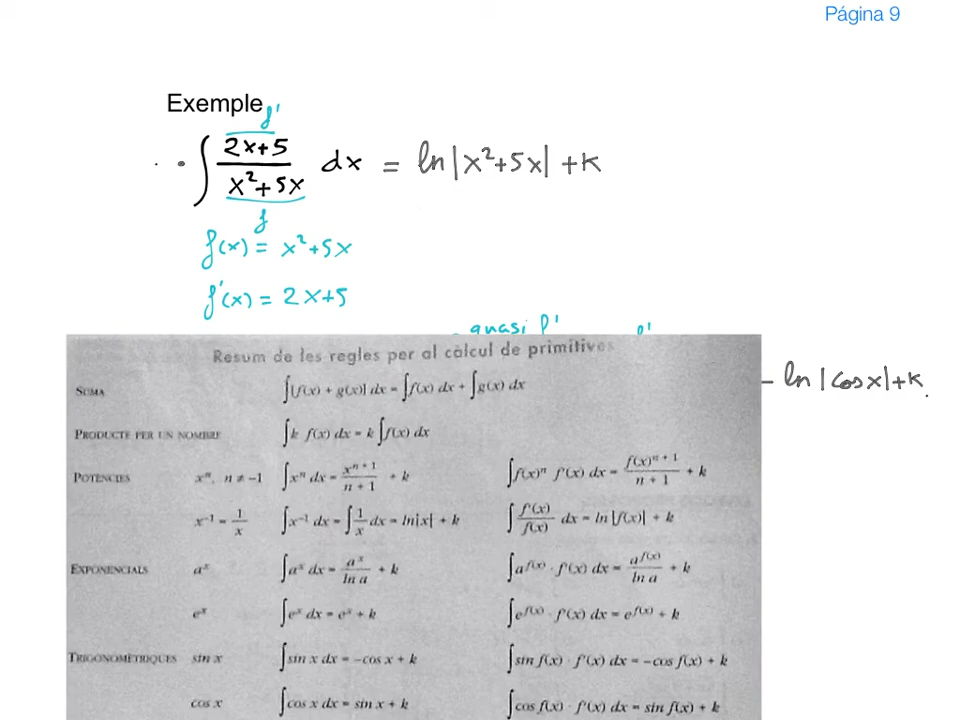 Página 9
Exemple
f'
• ∫ (2x+5)/(x²+5x) dx = ln|x²+5x| + k
f
f(x) = x²+5x
f'(x) = 2x+5
quasi f' f'
Resum de les regles per al càlcul de primitives
SUMA ∫[f(x) + g(x)] dx = ∫f(x) dx + ∫g(x) dx
- ln|cosx|+k.
PRODUCTE PER UN NOMBRE ∫k f(x) dx = k ∫f(x) dx
POTÈNCIES xⁿ, n ≠ -1 ∫xⁿ dx = xⁿ⁺¹/(n + 1) + k ∫f(x)ⁿ f'(x) dx = f(x)ⁿ⁺¹/(n + 1) + k
x⁻¹ = 1/x ∫x⁻¹ dx = ∫1/x dx = ln|x| + k ∫f'(x)/f(x) dx = ln |f(x)| + k
EXPONENCIALS aˣ ∫aˣ dx = aˣ/ln a + k ∫a^f(x) · f'(x) dx = a^f(x)/ln a + k
eˣ ∫eˣ dx = eˣ + k ∫e^f(x) · f'(x) dx = e^f(x) + k
TRIGONOMÈTRIQUES sin x ∫sin x dx = -cos x + k ∫sin f(x) · f'(x) dx = -cos f(x) + k
cos x ∫cos x dx = sin x + k ∫cos f(x) · f'(x) dx = sin f(x) + k